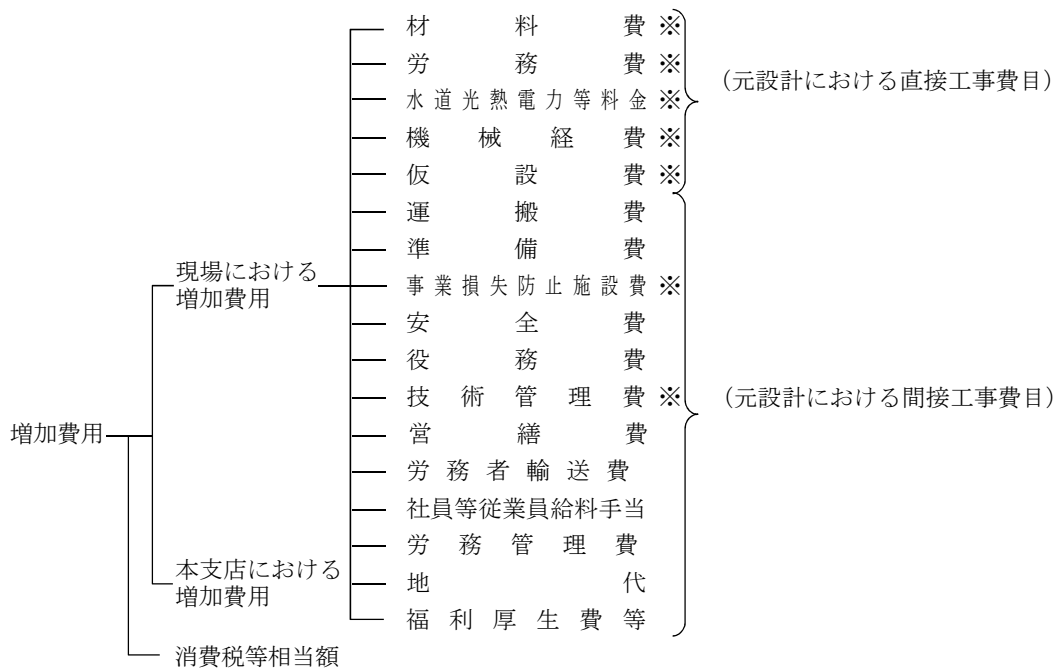 材料費※
労務費※
水道光熱電力等料金※
機械経費※
仮設費※
(元設計における直接工事費目)
運搬費
準備費
事業損失防止施設費※
安全費
役務費
技術管理費※
営繕費
労務者輸送費
社員等従業員給料手当
労務管理費
地代
福利厚生費等
(元設計における間接工事費目)
現場における
増加費用
増加費用
本支店における
増加費用
消費税等相当額